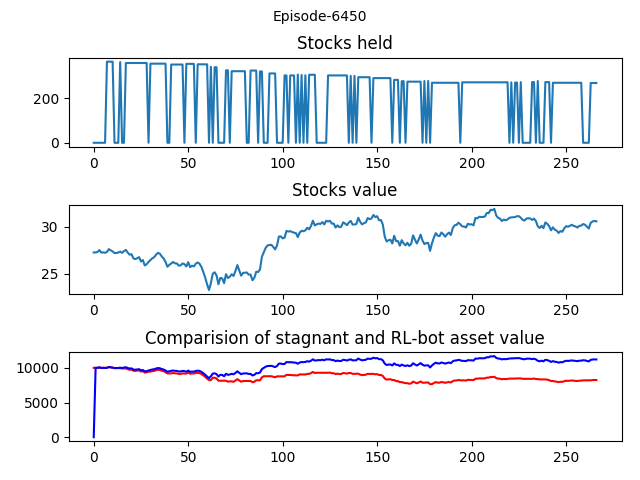 Episode-6450
Stocks held
200
0
0 50 100 150 200 250
Stocks value
30
25
0 50 100 150 200 250
Comparision of stagnant and RL-bot asset value
10000
5000
0
0 50 100 150 200 250